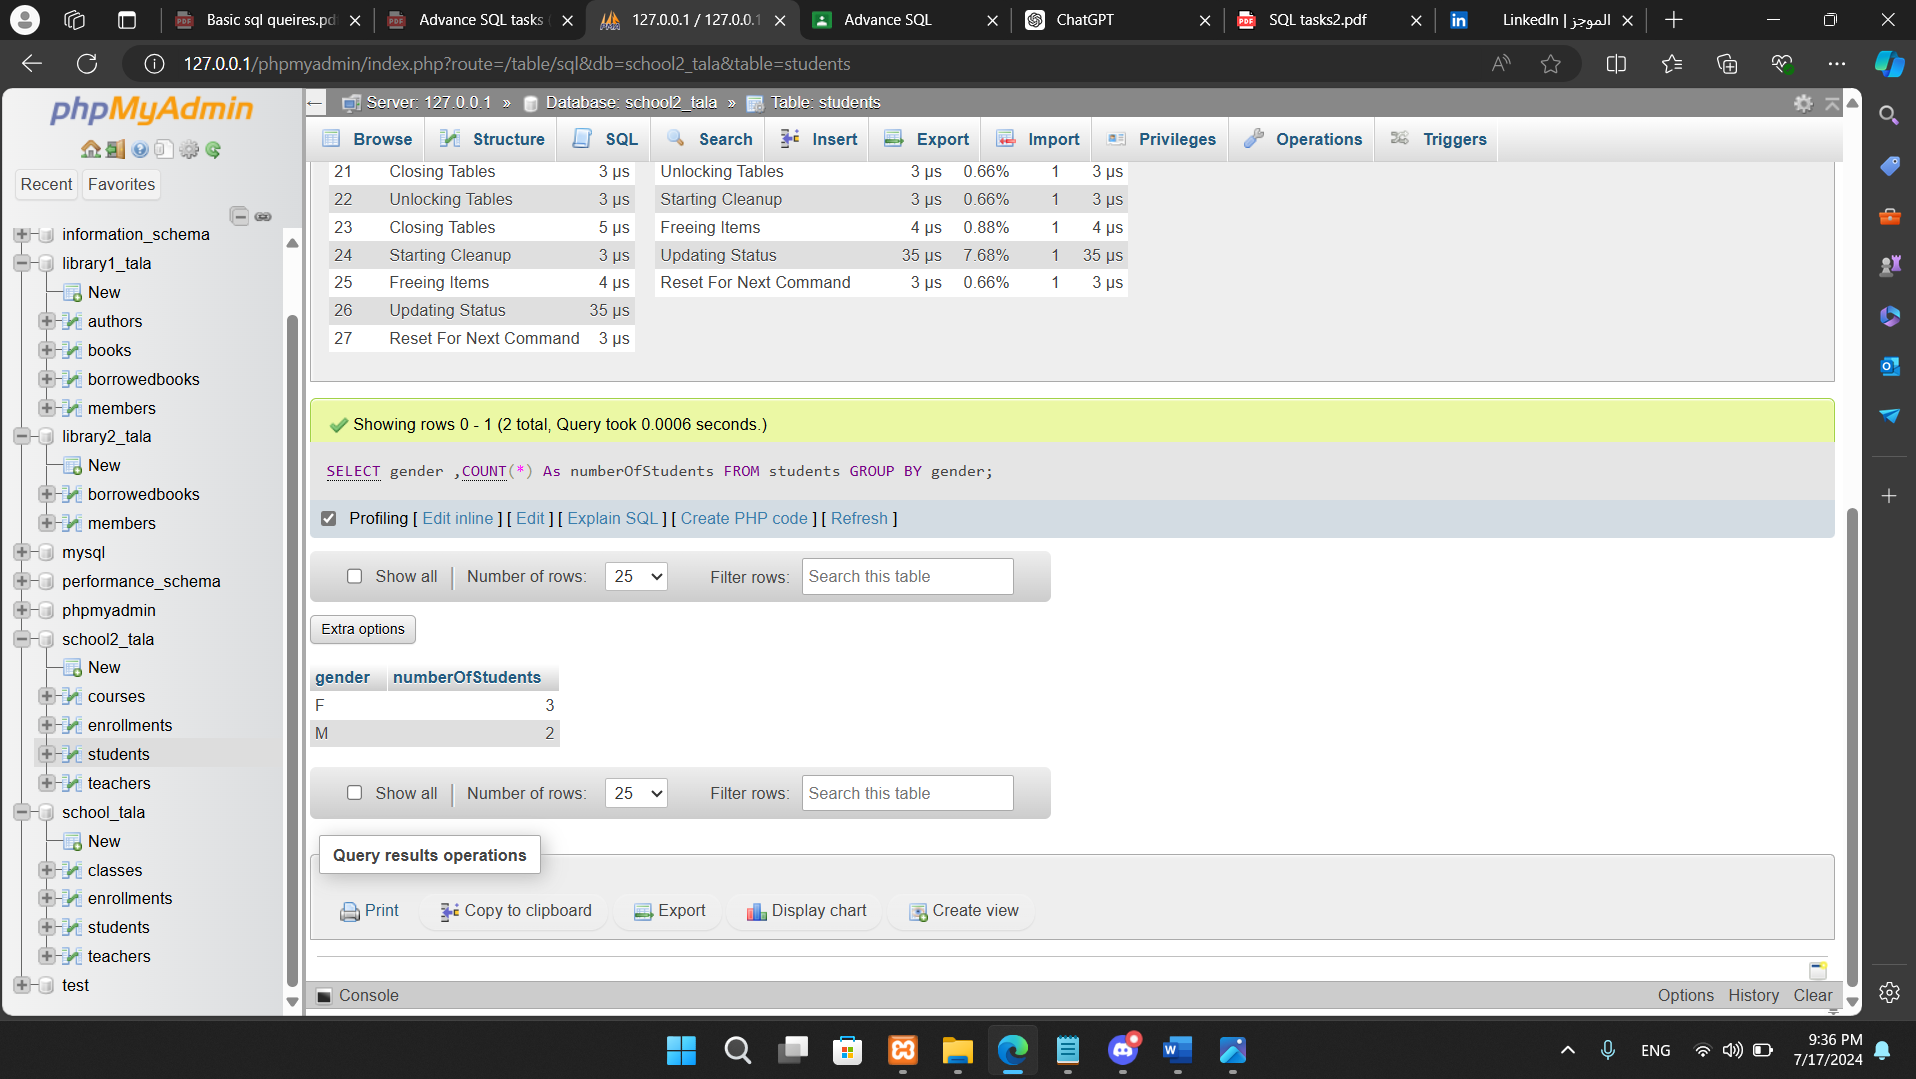 Basic sql queires.pd
Advance SQL tasks
127.0.0.1 / 127.0.0.1
Advance SQL
ChatGPT
SQL tasks2.pdf
الموجز | LinkedIn
127.0.0.1/phpmyadmin/index.php?route=/table/sql&db=school2_tala&table=students
phpMyAdmin
Recent
Favorites
information_schema
library1_tala
New
authors
books
borrowedbooks
members
library2_tala
New
borrowedbooks
members
mysql
performance_schema
phpmyadmin
school2_tala
New
courses
enrollments
students
teachers
school_tala
New
classes
enrollments
students
teachers
test
Server: 127.0.0.1 » Database: school2_tala » Table: students
Browse Structure SQL Search Insert Export Import Privileges Operations Triggers
21 Closing Tables 3 µs
22 Unlocking Tables 3 µs
23 Closing Tables 5 µs
24 Starting Cleanup 3 µs
25 Freeing Items 4 µs
26 Updating Status 35 µs
27 Reset For Next Command 3 µs
Unlocking Tables 3 µs 0.66% 1 3 µs
Starting Cleanup 3 µs 0.66% 1 3 µs
Freeing Items 4 µs 0.88% 1 4 µs
Updating Status 35 µs 7.68% 1 35 µs
Reset For Next Command 3 µs 0.66% 1 3 µs
Showing rows 0 - 1 (2 total, Query took 0.0006 seconds.)
SELECT gender ,COUNT(*) As numberOfStudents FROM students GROUP BY gender;
Profiling [ Edit inline ] [ Edit ] [ Explain SQL ] [ Create PHP code ] [ Refresh ]
Show all | Number of rows: 25 Filter rows: Search this table
Extra options
gender numberOfStudents
F 3
M 2
Show all | Number of rows: 25 Filter rows: Search this table
Query results operations
Print Copy to clipboard Export Display chart Create view
Console
Options History Clear
ENG
9:36 PM
7/17/2024